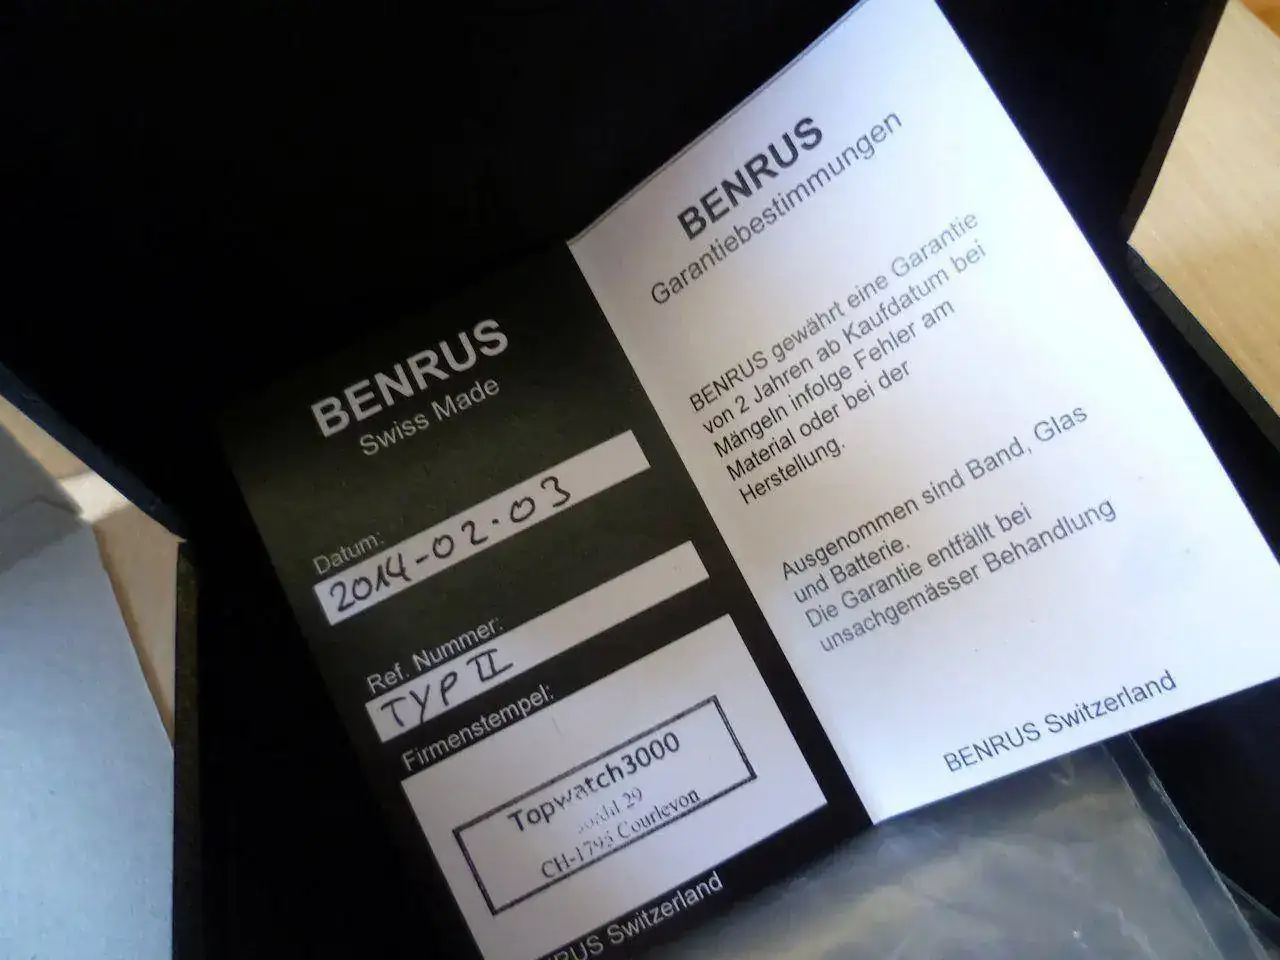 BENRUS
Swiss Made
Datum:
2014-02-03
Ref. Nummer:
TYP II
Firmenstempel:
Topwatch3000
29
CH-1795 Courlevon
BENRUS Switzerland
BENRUS
Garantiebestimmungen
BENRUS gewährt eine Garantie
von 2 Jahren ab Kaufdatum bei
Mängeln infolge Fehler am
Material oder bei der
Herstellung.
Ausgenommen sind Band, Glas
und Batterie.
Die Garantie entfällt bei
unsachgemässer Behandlung
BENRUS Switzerland